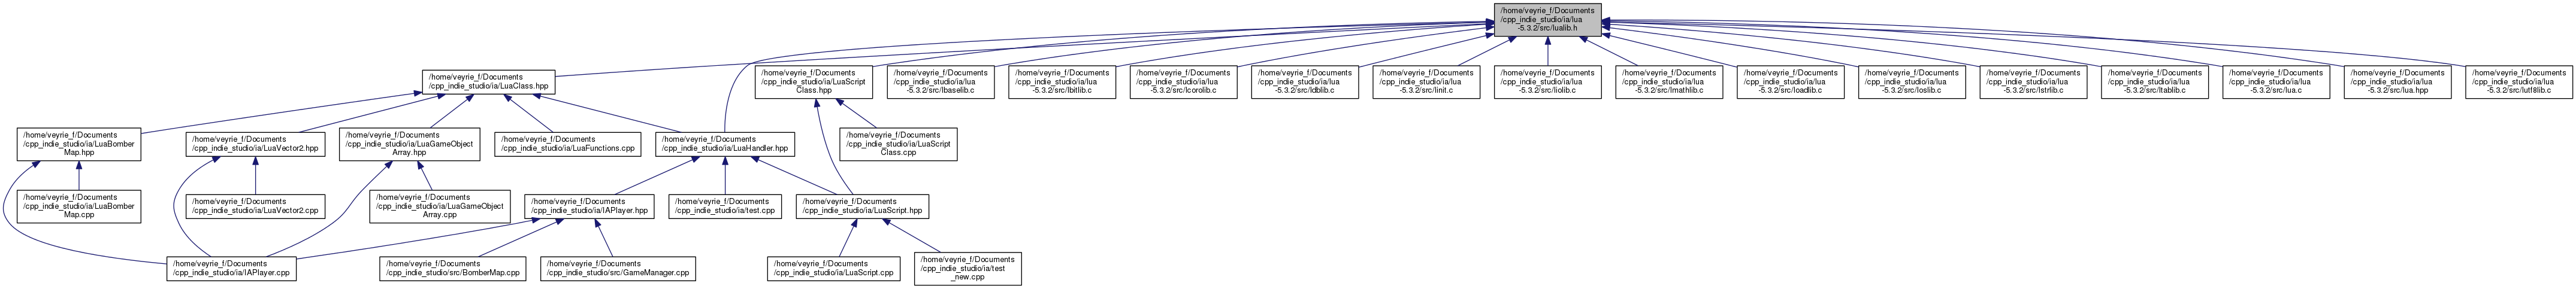 /home/veyrie_f/Documents
/cpp_indie_studio/ia/lua
-5.3.2/src/lualib.h
/home/veyrie_f/Documents
/cpp_indie_studio/ia/LuaClass.hpp
/home/veyrie_f/Documents
/cpp_indie_studio/ia/LuaScript
Class.hpp
/home/veyrie_f/Documents
/cpp_indie_studio/ia/lua
-5.3.2/src/lbaselib.c
/home/veyrie_f/Documents
/cpp_indie_studio/ia/lua
-5.3.2/src/lbitlib.c
/home/veyrie_f/Documents
/cpp_indie_studio/ia/lua
-5.3.2/src/lcorolib.c
/home/veyrie_f/Documents
/cpp_indie_studio/ia/lua
-5.3.2/src/ldblib.c
/home/veyrie_f/Documents
/cpp_indie_studio/ia/lua
-5.3.2/src/linit.c
/home/veyrie_f/Documents
/cpp_indie_studio/ia/lua
-5.3.2/src/liolib.c
/home/veyrie_f/Documents
/cpp_indie_studio/ia/lua
-5.3.2/src/lmathlib.c
/home/veyrie_f/Documents
/cpp_indie_studio/ia/lua
-5.3.2/src/loadlib.c
/home/veyrie_f/Documents
/cpp_indie_studio/ia/lua
-5.3.2/src/loslib.c
/home/veyrie_f/Documents
/cpp_indie_studio/ia/lua
-5.3.2/src/lstrlib.c
/home/veyrie_f/Documents
/cpp_indie_studio/ia/lua
-5.3.2/src/ltablib.c
/home/veyrie_f/Documents
/cpp_indie_studio/ia/lua
-5.3.2/src/lua.c
/home/veyrie_f/Documents
/cpp_indie_studio/ia/lua
-5.3.2/src/lua.hpp
/home/veyrie_f/Documents
/cpp_indie_studio/ia/lua
-5.3.2/src/lutf8lib.c
/home/veyrie_f/Documents
/cpp_indie_studio/ia/LuaBomber
Map.hpp
/home/veyrie_f/Documents
/cpp_indie_studio/ia/LuaVector2.hpp
/home/veyrie_f/Documents
/cpp_indie_studio/ia/LuaGameObject
Array.hpp
/home/veyrie_f/Documents
/cpp_indie_studio/ia/LuaFunctions.cpp
/home/veyrie_f/Documents
/cpp_indie_studio/ia/LuaHandler.hpp
/home/veyrie_f/Documents
/cpp_indie_studio/ia/LuaScript
Class.cpp
/home/veyrie_f/Documents
/cpp_indie_studio/ia/LuaBomber
Map.cpp
/home/veyrie_f/Documents
/cpp_indie_studio/ia/LuaVector2.cpp
/home/veyrie_f/Documents
/cpp_indie_studio/ia/LuaGameObject
Array.cpp
/home/veyrie_f/Documents
/cpp_indie_studio/ia/IAPlayer.hpp
/home/veyrie_f/Documents
/cpp_indie_studio/ia/test.cpp
/home/veyrie_f/Documents
/cpp_indie_studio/ia/LuaScript.hpp
/home/veyrie_f/Documents
/cpp_indie_studio/ia/IAPlayer.cpp
/home/veyrie_f/Documents
/cpp_indie_studio/src/BomberMap.cpp
/home/veyrie_f/Documents
/cpp_indie_studio/src/GameManager.cpp
/home/veyrie_f/Documents
/cpp_indie_studio/ia/LuaScript.cpp
/home/veyrie_f/Documents
/cpp_indie_studio/ia/test
_new.cpp